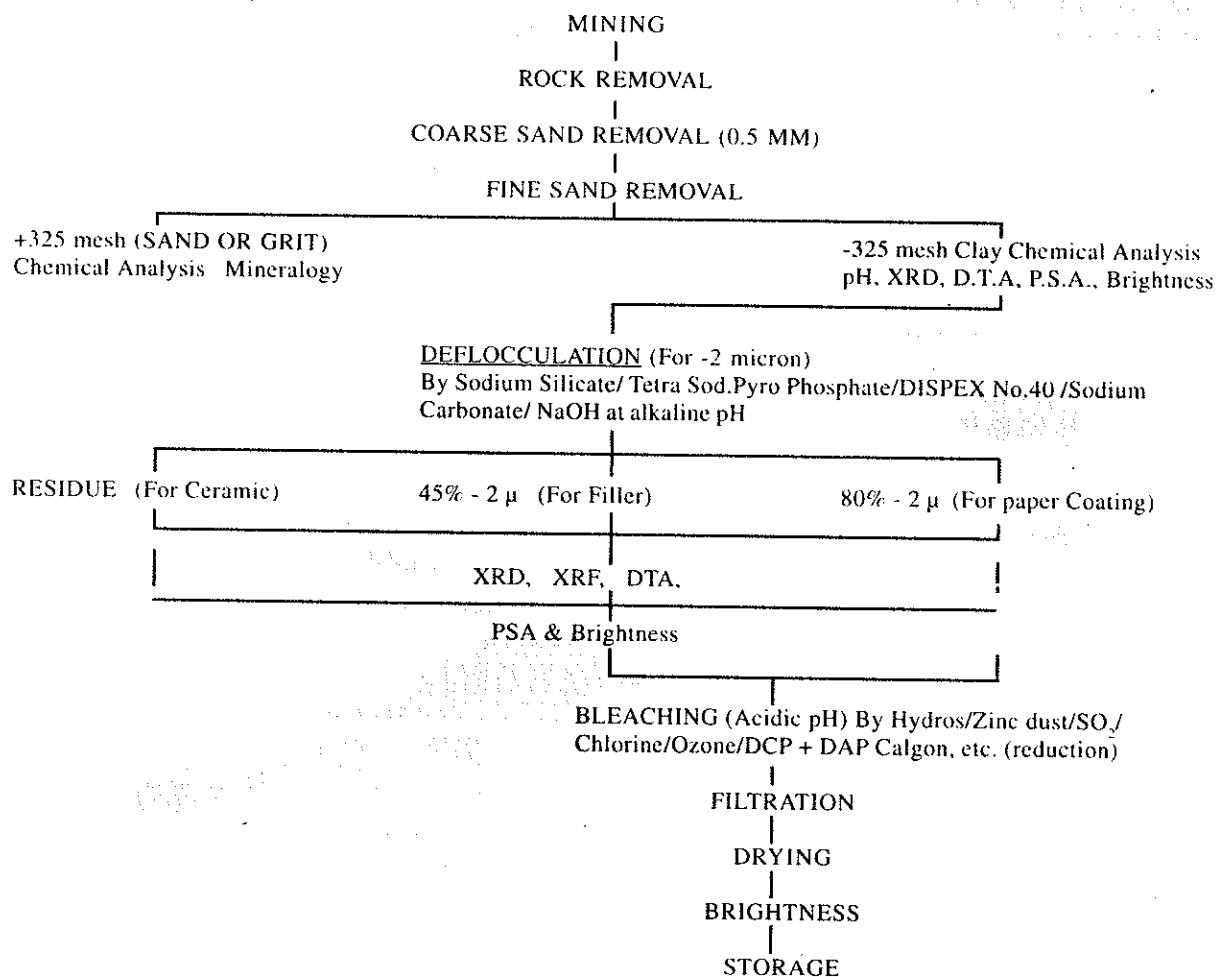 MINING
ROCK REMOVAL
COARSE SAND REMOVAL (0.5 MM)
FINE SAND REMOVAL
+325 mesh (SAND OR GRIT)
Chemical Analysis Mineralogy
-325 mesh Clay Chemical Analysis
pH, XRD, D.T.A, P.S.A., Brightness
DEFLOCCULATION (For -2 micron)
By Sodium Silicate/ Tetra Sod.Pyro Phosphate/DISPEX No.40 /Sodium
Carbonate/ NaOH at alkaline pH
RESIDUE (For Ceramic)
45% - 2 μ (For Filler)
80% - 2 μ (For paper Coating)
XRD, XRF, DTA,
PSA & Brightness
BLEACHING (Acidic pH) By Hydros/Zinc dust/SO₂/
Chlorine/Ozone/DCP + DAP Calgon, etc. (reduction)
FILTRATION
DRYING
BRIGHTNESS
STORAGE